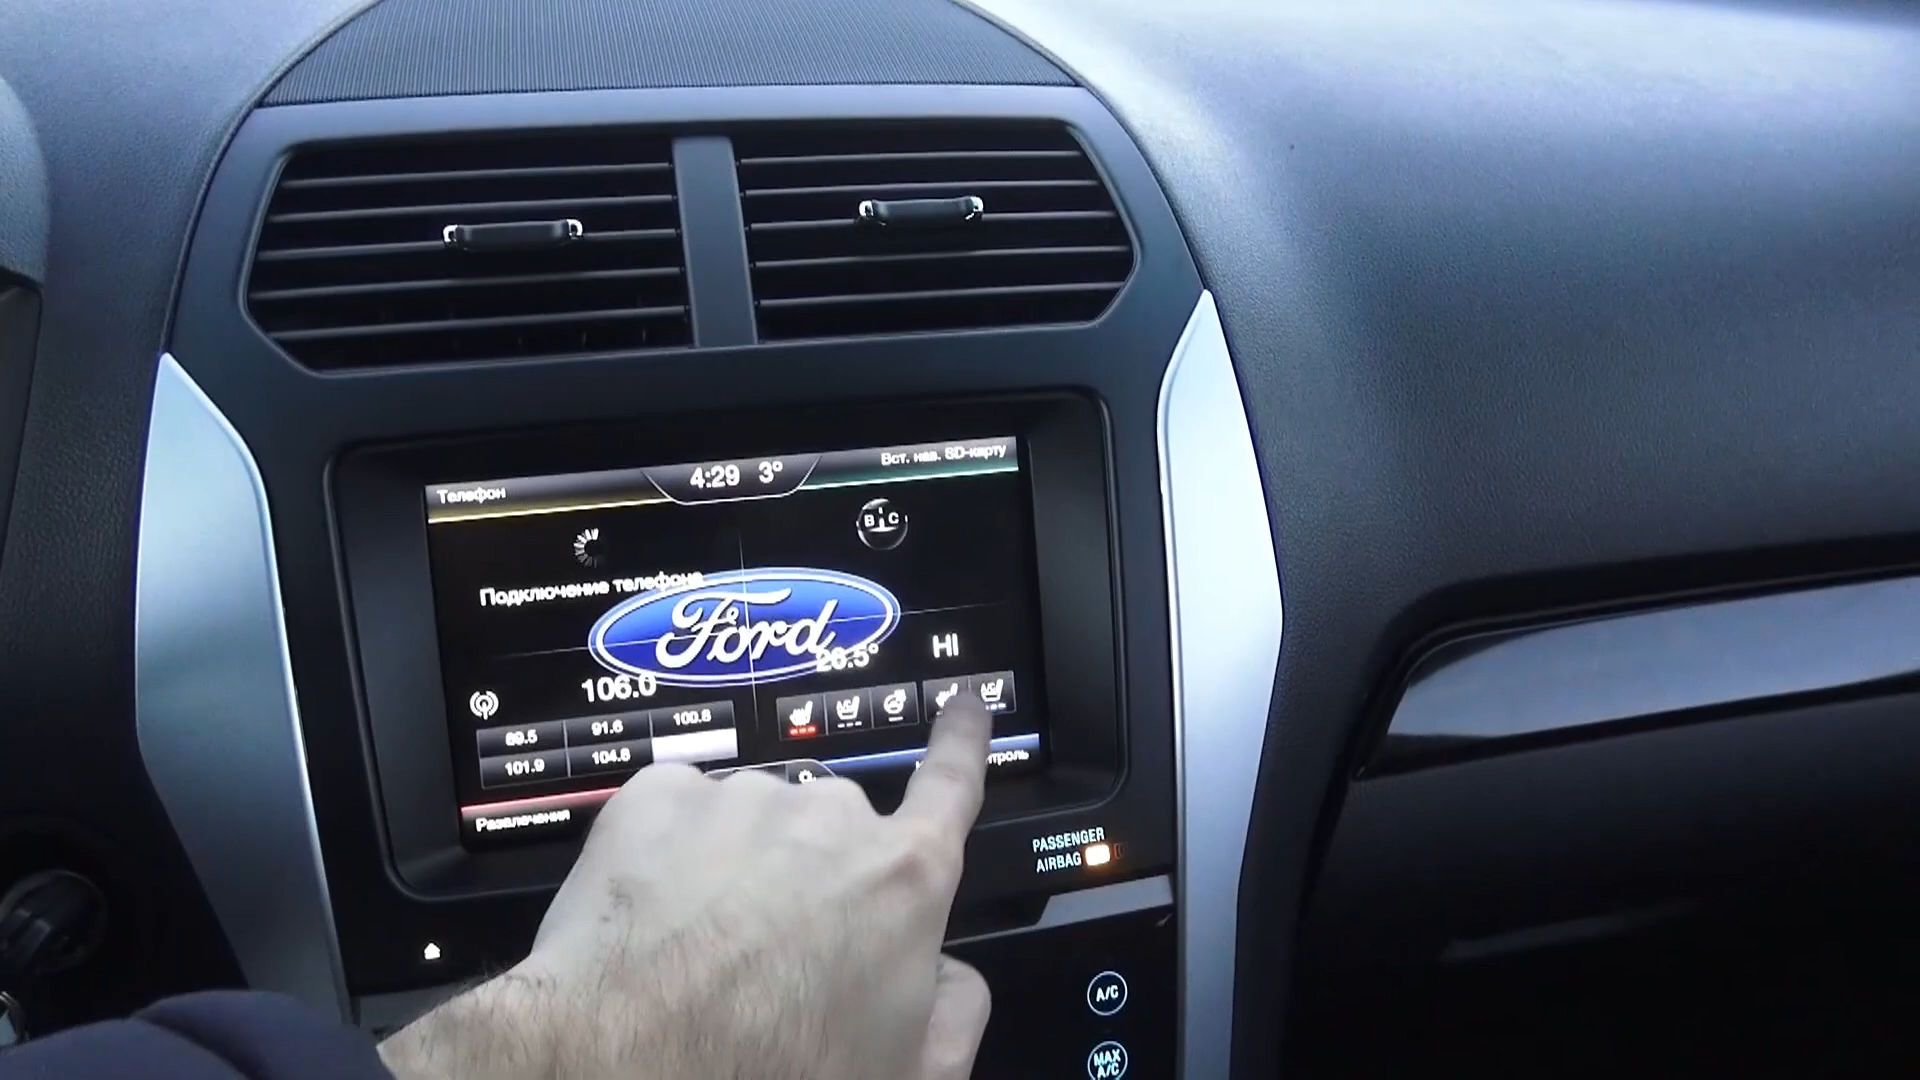 4:29 3°
Вст. нав. SD-карту
Телефон
B C
Подключение телефона
Ford
26.5°
HI
106.0
89.5 91.6 100.8
101.9 104.8
Развлечения
PASSENGER
AIRBAG
A/C
MAX
A/C